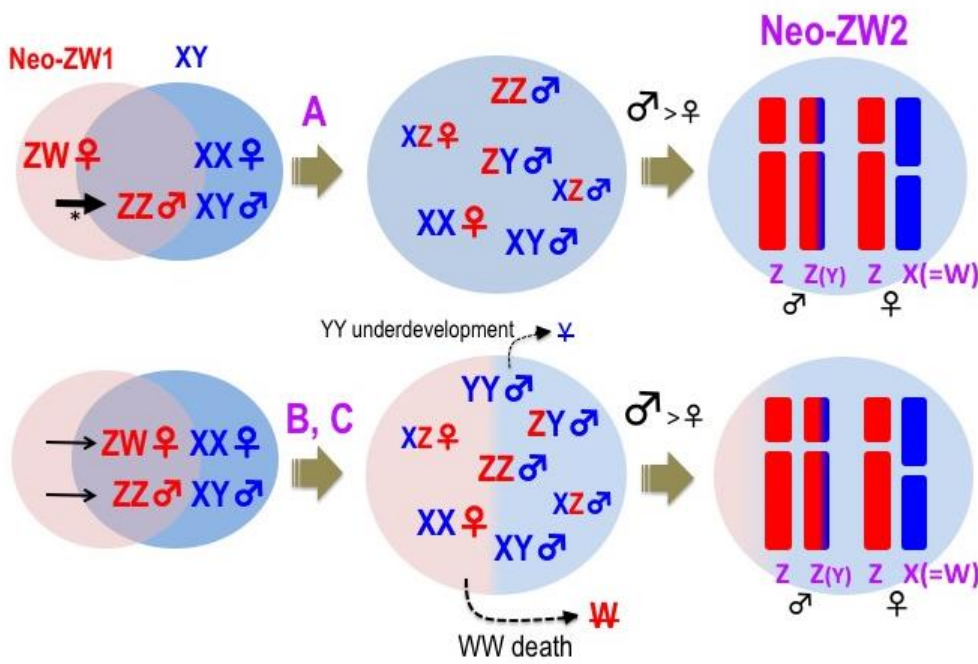 Neo-ZW1 XY
A
Neo-ZW2
ZW♀ XX♀
* ZZ♂ XY♂
ZZ♂
XZ♀
ZY♂
XZ♂
XX♀
XY♂
♂>♀
Z Z(Y) Z X(=W)
♂ ♀
YY underdevelopment Y
B, C
ZW♀ XX♀
ZZ♂ XY♂
YY♂
XZ♀ ZY♂
ZZ♂
XZ♂
XX♀
XY♂
♂>♀
Z Z(Y) Z X(=W)
♂ ♀
WW death W